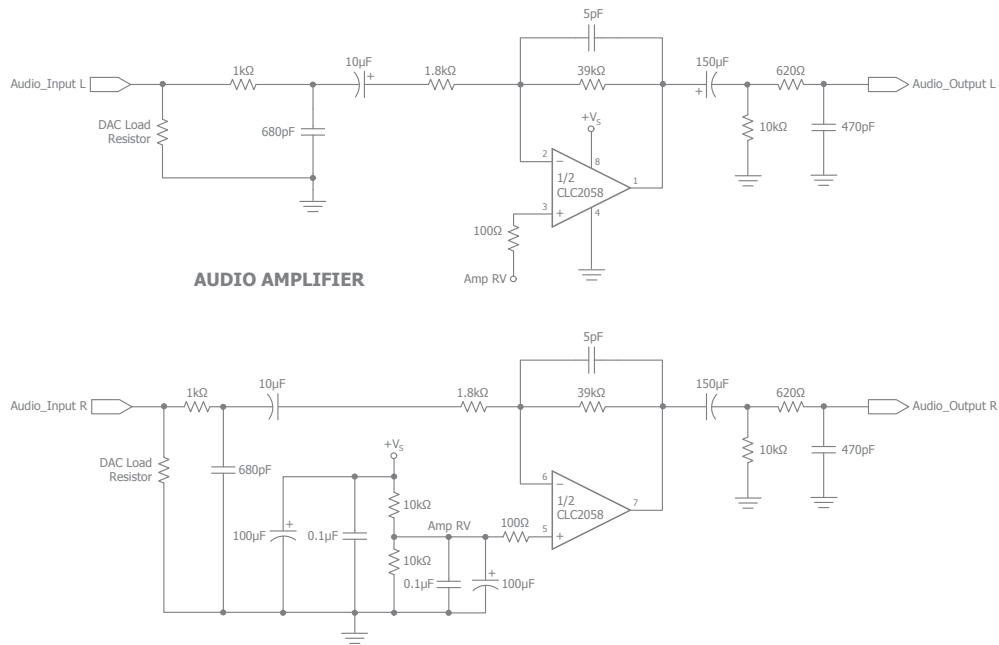 5pF
Audio_Input L
1kΩ
10µF
+
1.8kΩ
39kΩ
150µF
+
620Ω
Audio_Output L
DAC Load
Resistor
680pF
+Vs
10kΩ
470pF
2
−
8
1/2
CLC2058
1
3
+
4
100Ω
Amp RV
AUDIO AMPLIFIER
5pF
Audio_Input R
1kΩ
10µF
1.8kΩ
39kΩ
150µF
620Ω
Audio_Output R
DAC Load
Resistor
680pF
+Vs
10kΩ
470pF
6
−
1/2
CLC2058
7
5
+
100µF
+
0.1µF
10kΩ
Amp RV
100Ω
10kΩ
0.1µF
+
100µF